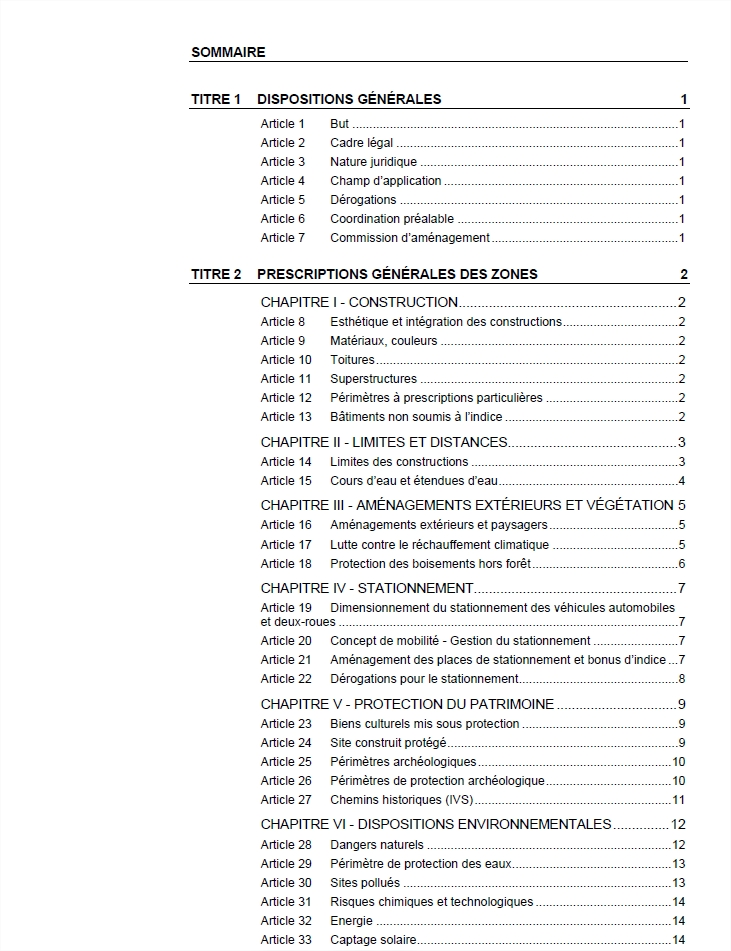 SOMMAIRE
TITRE 1 DISPOSITIONS GÉNÉRALES 1
Article 1 But ...1
Article 2 Cadre légal ...1
Article 3 Nature juridique ...1
Article 4 Champ d'application ...1
Article 5 Dérogations ...1
Article 6 Coordination préalable ...1
Article 7 Commission d'aménagement ...1
TITRE 2 PRESCRIPTIONS GÉNÉRALES DES ZONES 2
CHAPITRE I - CONSTRUCTION ...2
Article 8 Esthétique et intégration des constructions ...2
Article 9 Matériaux, couleurs ...2
Article 10 Toitures ...2
Article 11 Superstructures ...2
Article 12 Périmètres à prescriptions particulières ...2
Article 13 Bâtiments non soumis à l'indice ...2
CHAPITRE II - LIMITES ET DISTANCES ...3
Article 14 Limites des constructions ...3
Article 15 Cours d'eau et étendues d'eau ...4
CHAPITRE III - AMÉNAGEMENTS EXTÉRIEURS ET VÉGÉTATION 5
Article 16 Aménagements extérieurs et paysagers ...5
Article 17 Lutte contre le réchauffement climatique ...5
Article 18 Protection des boisements hors forêt ...6
CHAPITRE IV - STATIONNEMENT ...7
Article 19 Dimensionnement du stationnement des véhicules automobiles
et deux-roues ...7
Article 20 Concept de mobilité - Gestion du stationnement ...7
Article 21 Aménagement des places de stationnement et bonus d'indice ...7
Article 22 Dérogations pour le stationnement ...8
CHAPITRE V - PROTECTION DU PATRIMOINE ...9
Article 23 Biens culturels mis sous protection ...9
Article 24 Site construit protégé ...9
Article 25 Périmètres archéologiques ...10
Article 26 Périmètres de protection archéologique ...10
Article 27 Chemins historiques (IVS) ...11
CHAPITRE VI - DISPOSITIONS ENVIRONNEMENTALES ...12
Article 28 Dangers naturels ...12
Article 29 Périmètre de protection des eaux ...13
Article 30 Sites pollués ...13
Article 31 Risques chimiques et technologiques ...14
Article 32 Energie ...14
Article 33 Captage solaire ...14